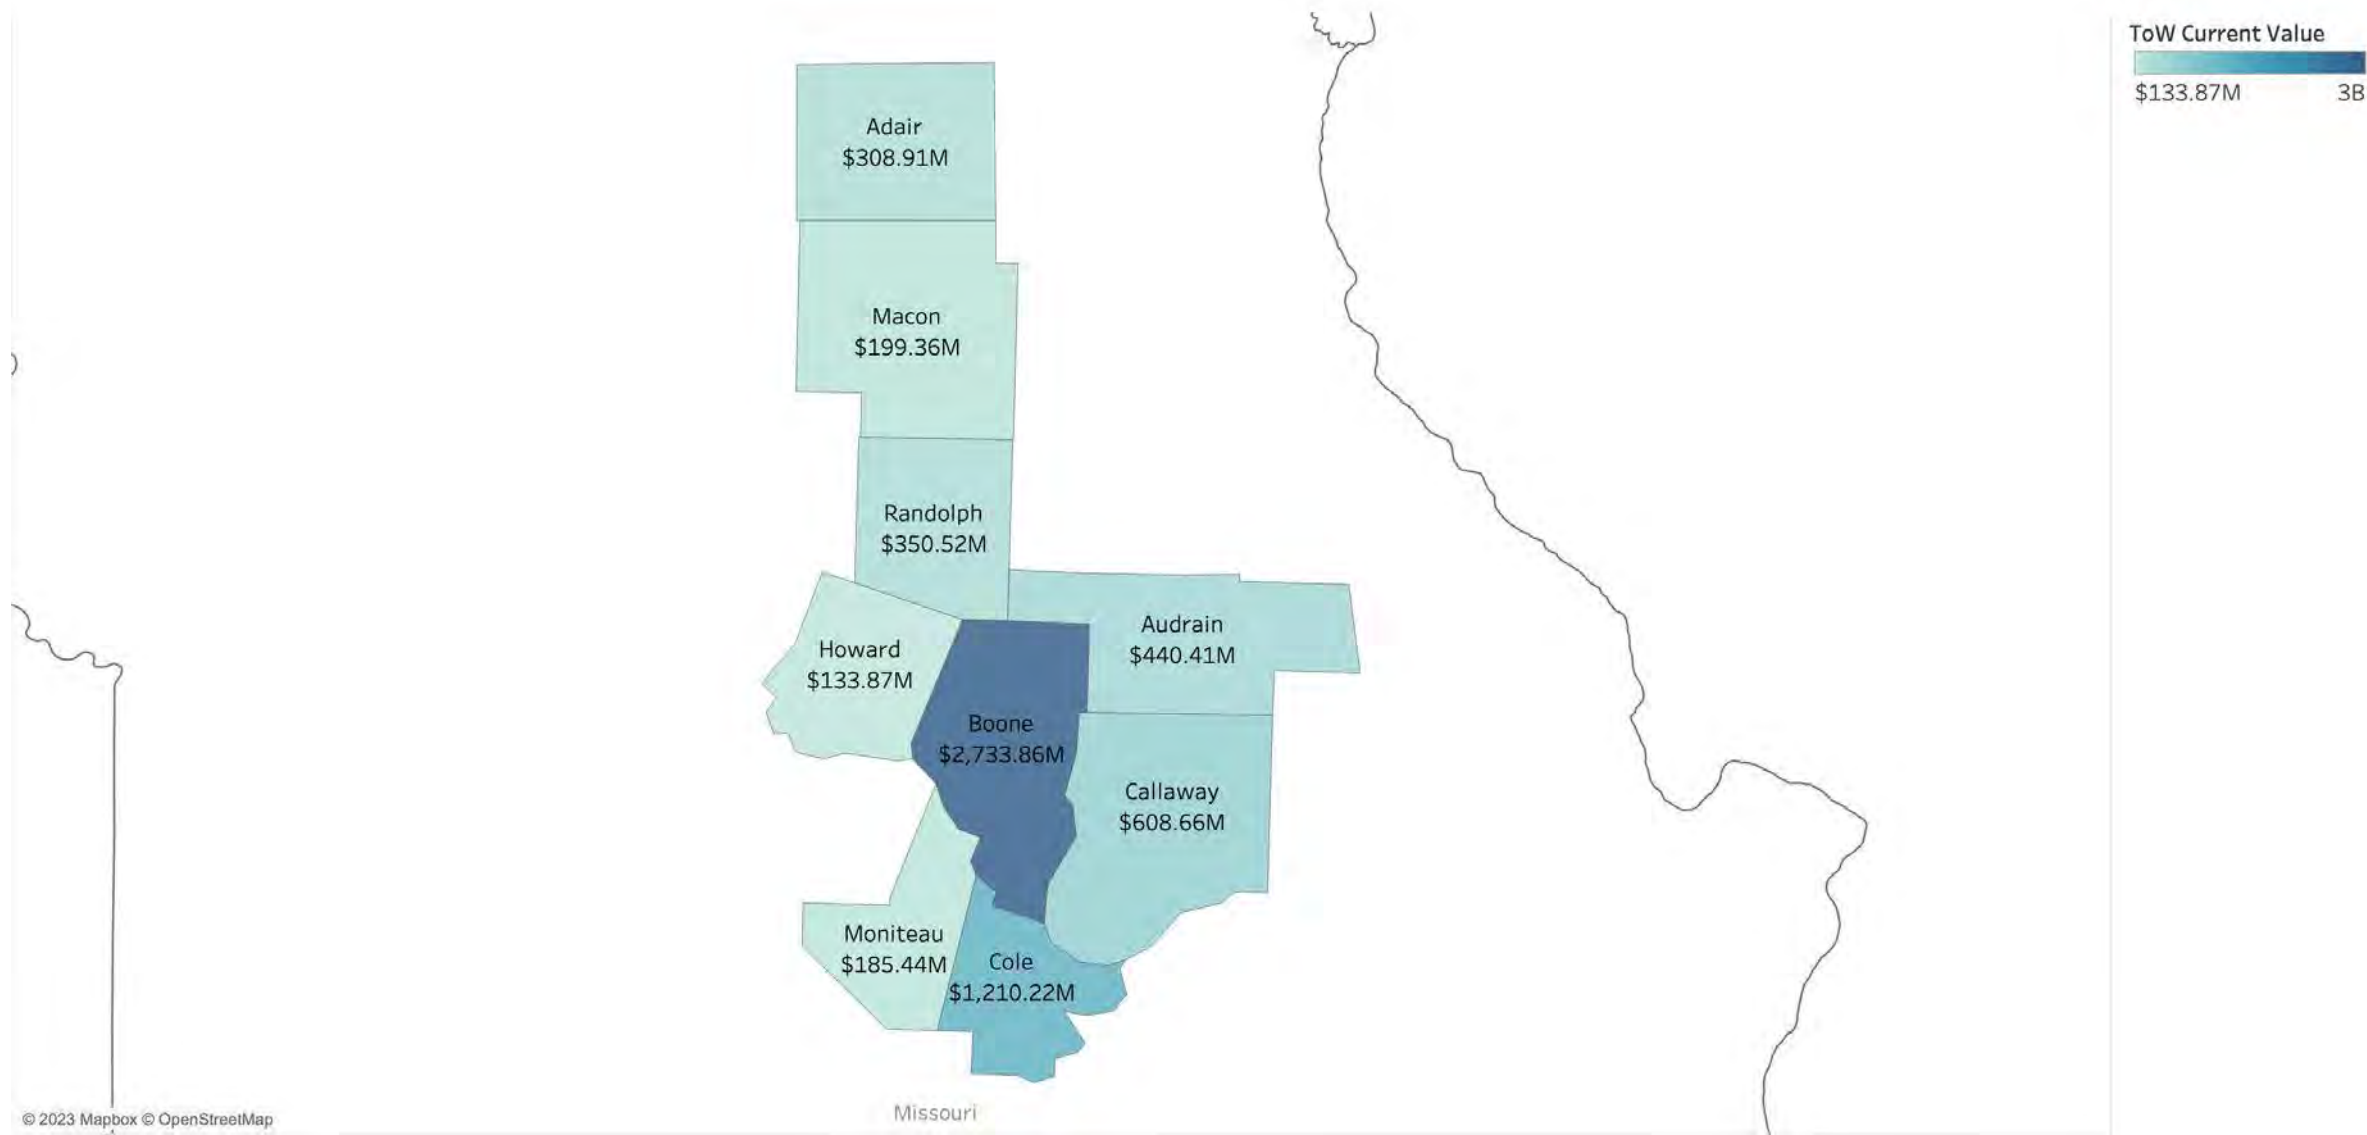 ToW Current Value
$133.87M 3B
Adair
$308.91M
Macon
$199.36M
Randolph
$350.52M
Audrain
$440.41M
Howard
$133.87M
Boone
$2,733.86M
Callaway
$608.66M
Moniteau
$185.44M
Cole
$1,210.22M
Missouri
© 2023 Mapbox © OpenStreetMap